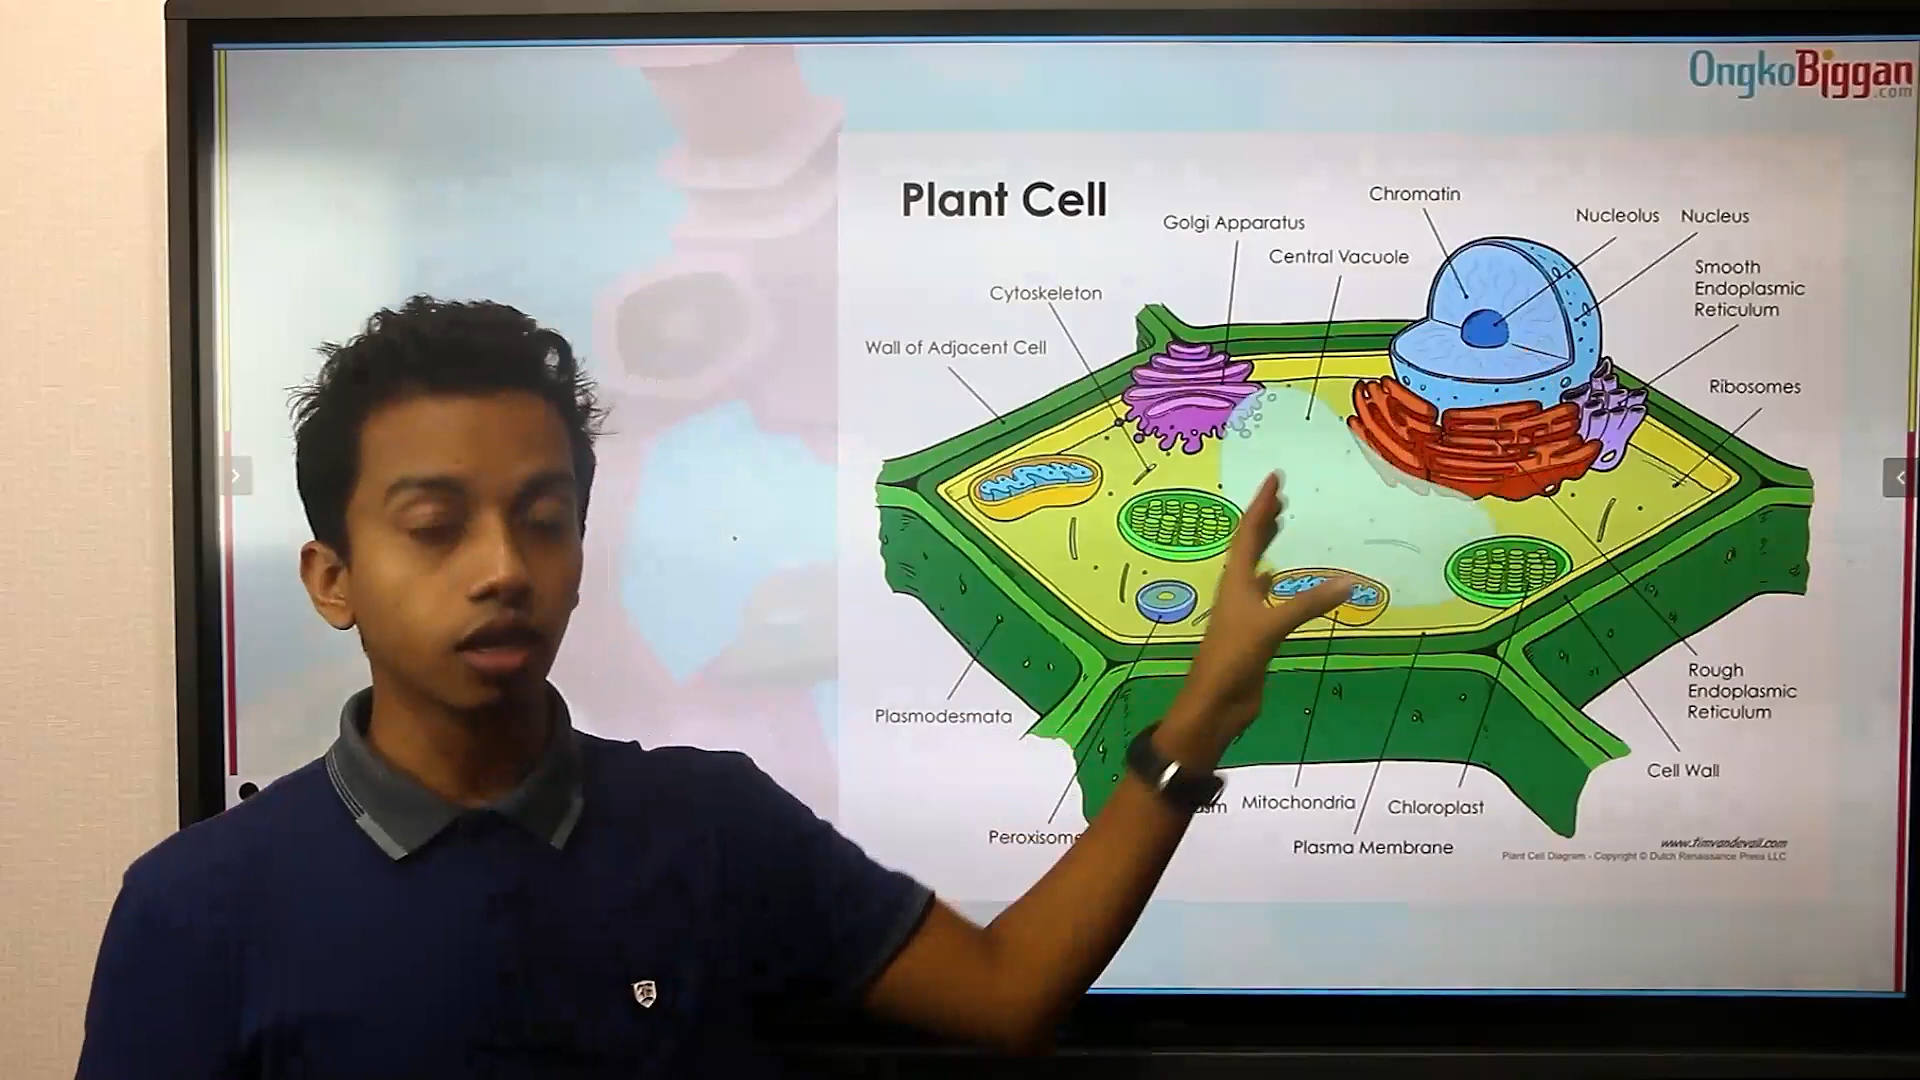 OngkoBiggan
.com
Plant Cell
Chromatin
Golgi Apparatus
Nucleolus
Nucleus
Central Vacuole
Smooth
Endoplasmic
Reticulum
Cytoskeleton
Wall of Adjacent Cell
Ribosomes
Rough
Endoplasmic
Reticulum
Plasmodesmata
Cell Wall
Mitochondria
Chloroplast
Peroxisome
Plasma Membrane
www.timvandevall.com
Plant Cell Diagram - Copyright © Dutch Renaissance Press LLC